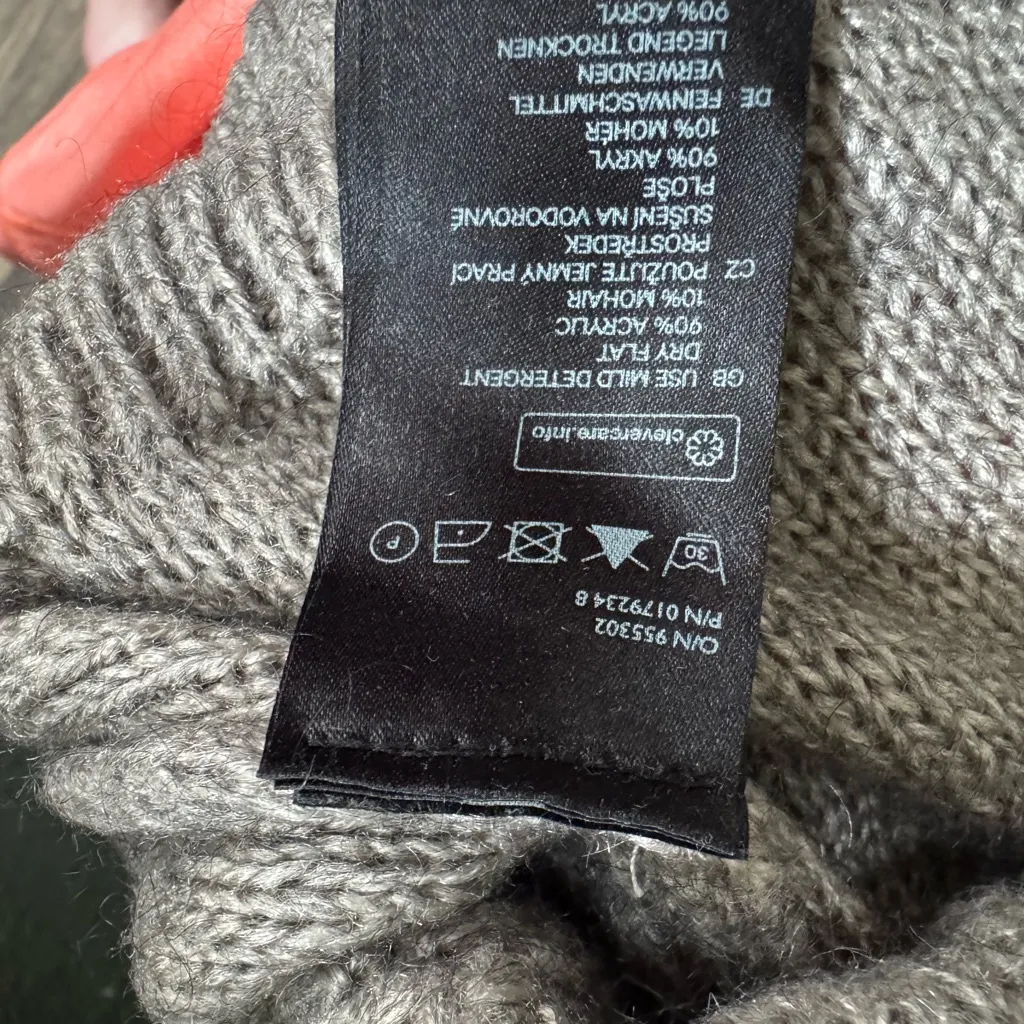 O/N 955302
P/N 0179234 8
30
P
clevercare.info
GB USE MILD DETERGENT
DRY FLAT
90% ACRYLIC
10% MOHAIR
CZ POUŽIJTE JEMNÝ PRACÍ
PROSTŘEDEK
SUŠENÍ NA VODOROVNÉ
PLOŠE
90% AKRYL
10% MOHÉR
DE FEINWASCHMITTEL
VERWENDEN
LIEGEND TROCKNEN
90% ACRYL